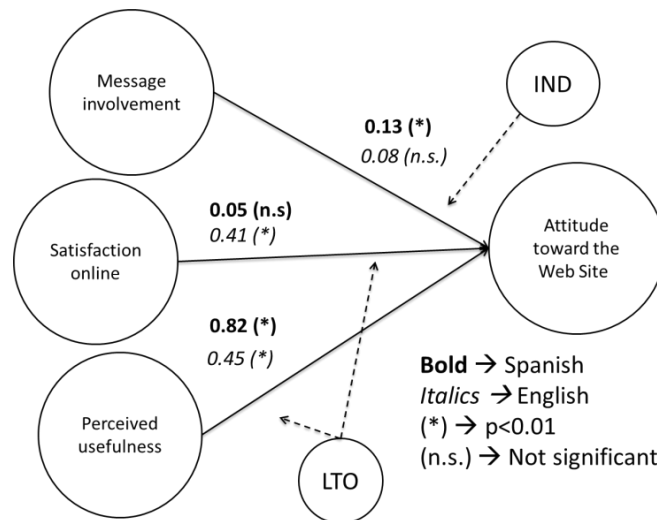 Message
involvement
IND
0.13 (*)
0.08 (n.s.)
0.05 (n.s)
0.41 (*)
Satisfaction
online
Attitude
toward the
Web Site
0.82 (*)
0.45 (*)
Perceived
usefulness
LTO
Bold → Spanish
Italics → English
(*) → p<0.01
(n.s.) → Not significant